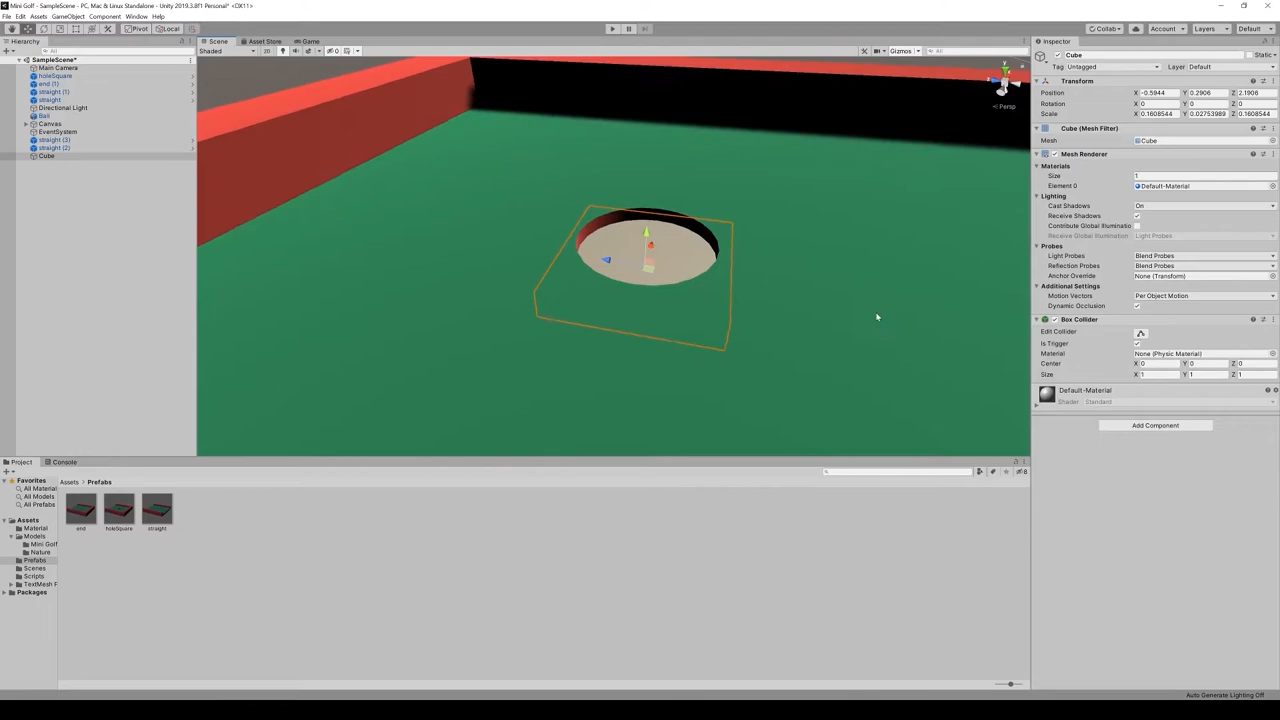 Mini Golf - SampleScene - PC, Mac & Linux Standalone - Unity 2019.3.8f1 Personal* <DX11>
File Edit Assets GameObject Component Window Help
Pivot Local Collab Account Layers Default
Hierarchy Scene Asset Store Game Inspector
All Shaded 2D 0 Gizmos All Cube Static
SampleScene*
Main Camera
holeSquare
end (1)
straight (1)
straight
Directional Light
Ball
Canvas
EventSystem
straight (3)
straight (2)
Cube
y
< Persp
Tag Untagged Layer Default
Transform
Position X -0.5944 Y 0.2906 Z 2.1906
Rotation X 0 Y 0 Z 0
Scale X 0.1608544 Y 0.02753989 Z 0.1608544
Cube (Mesh Filter)
Mesh Cube
Mesh Renderer
Materials
Size 1
Element 0 Default-Material
Lighting
Cast Shadows On
Receive Shadows
Contribute Global Illuminatio
Receive Global Illumination Light Probes
Probes
Light Probes Blend Probes
Reflection Probes Blend Probes
Anchor Override None (Transform)
Additional Settings
Motion Vectors Per Object Motion
Dynamic Occlusion
Box Collider
Edit Collider
Is Trigger
Material None (Physic Material)
Center X 0 Y 0 Z 0
Size X 1 Y 1 Z 1
Default-Material
Shader Standard
Add Component
Project Console
8
Favorites
All Material
All Models
All Prefabs
Assets
Material
Models
Mini Golf
Nature
Prefabs
Scenes
Scripts
TextMesh P
Packages
Assets > Prefabs
end holeSquare straight
Auto Generate Lighting Off